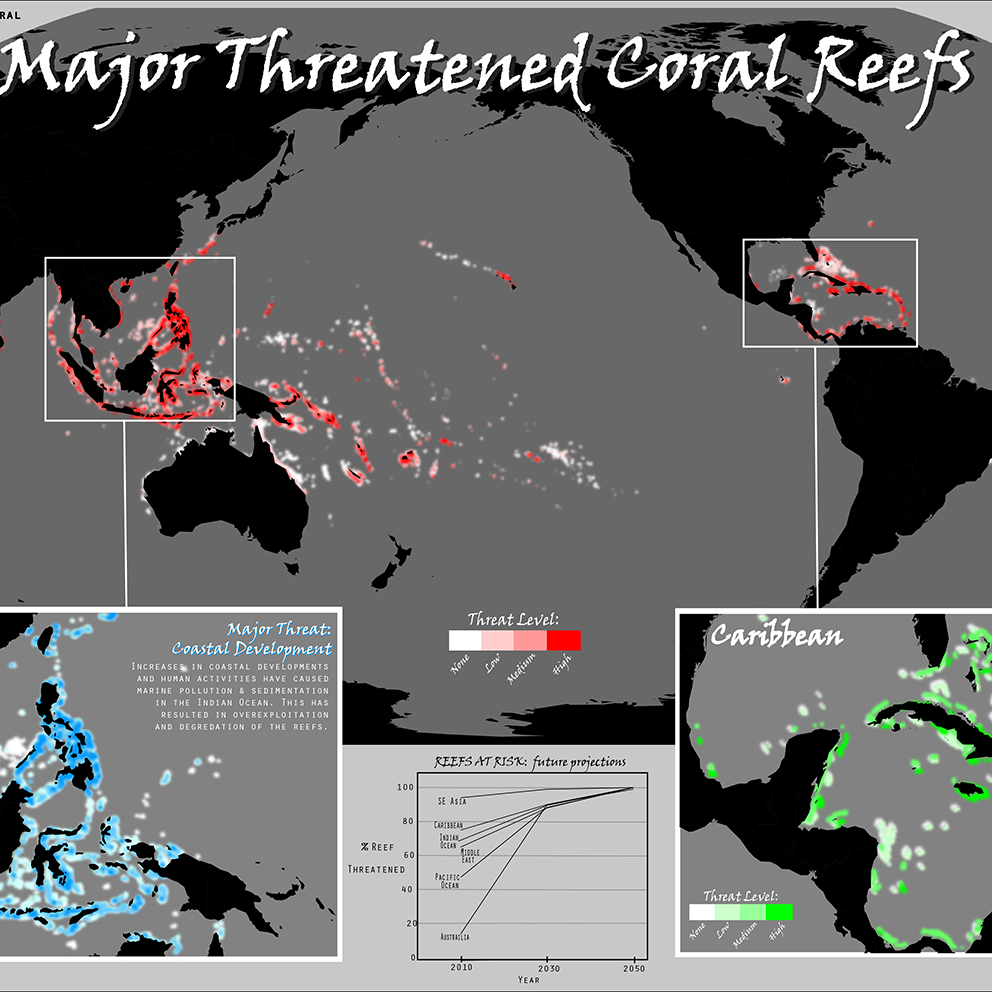 RAL
Major Threatened Coral Reefs
Major Threat:
Coastal Development
Increases in coastal developments
and human activities have caused
marine pollution & sedimentation
in the Indian Ocean. This has
resulted in overexploitation
and degredation of the reefs.
Threat Level:
None Low Medium High
Caribbean
Threat Level:
None Low Medium High
REEFS AT RISK: future projections
% Reef
Threatened
100
80
60
40
20
0
SE Asia
Caribbean
Indian
Ocean
Middle
East
Pacific
Ocean
Austrailia
2010 2030 2050
Year